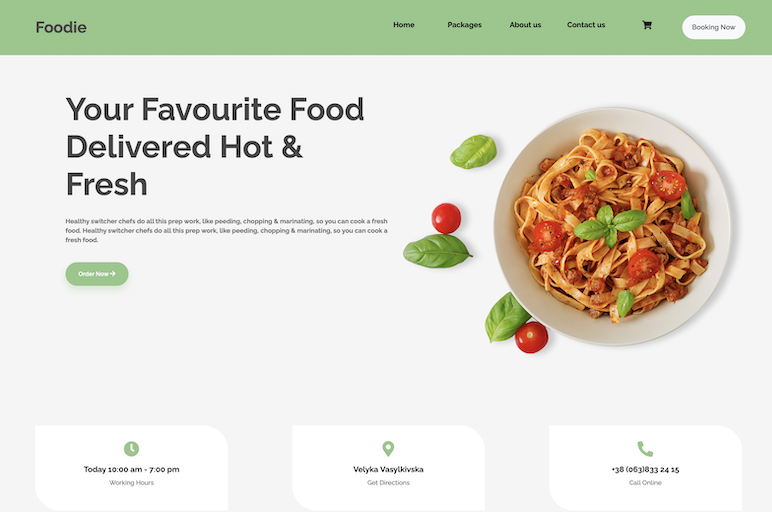 Foodie
Home
Packages
About us
Contact us
Booking Now
Your Favourite Food
Delivered Hot &
Fresh
Healthy switcher chefs do all this prep work, like peeding, chopping & marinating, so you can cook a fresh
food. Healthy switcher chefs do all this prep work, like peeding, chopping & marinating, so you can cook a
fresh food.
Order Now
Today 10:00 am - 7:00 pm
Working Hours
Velyka Vasylkivska
Get Directions
+38 (063)833 24 15
Call Online